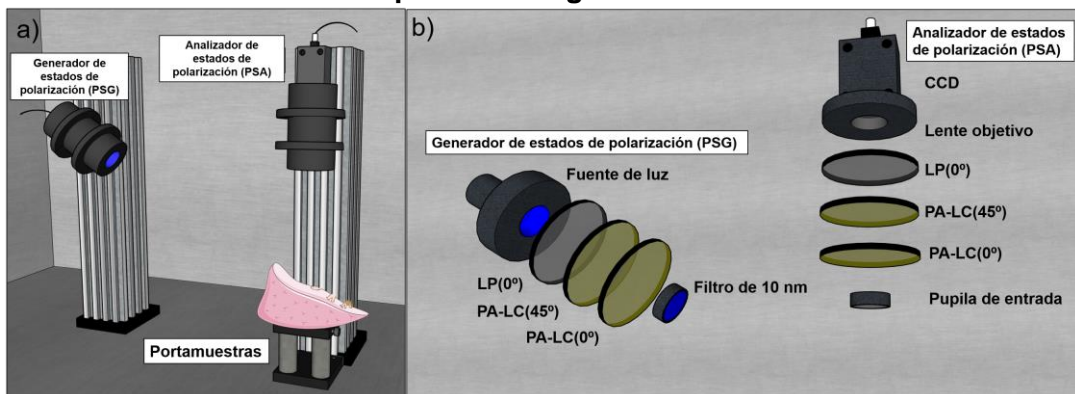 a)
Generador de
estados de
polarización (PSG)
Analizador de
estados de
polarización (PSA)
Portamuestras
b)
Generador de estados de polarización (PSG)
Fuente de luz
LP(0º)
PA-LC(45º)
PA-LC(0º)
Filtro de 10 nm
Analizador de estados
de polarización (PSA)
CCD
Lente objetivo
LP(0º)
PA-LC(45º)
PA-LC(0º)
Pupila de entrada